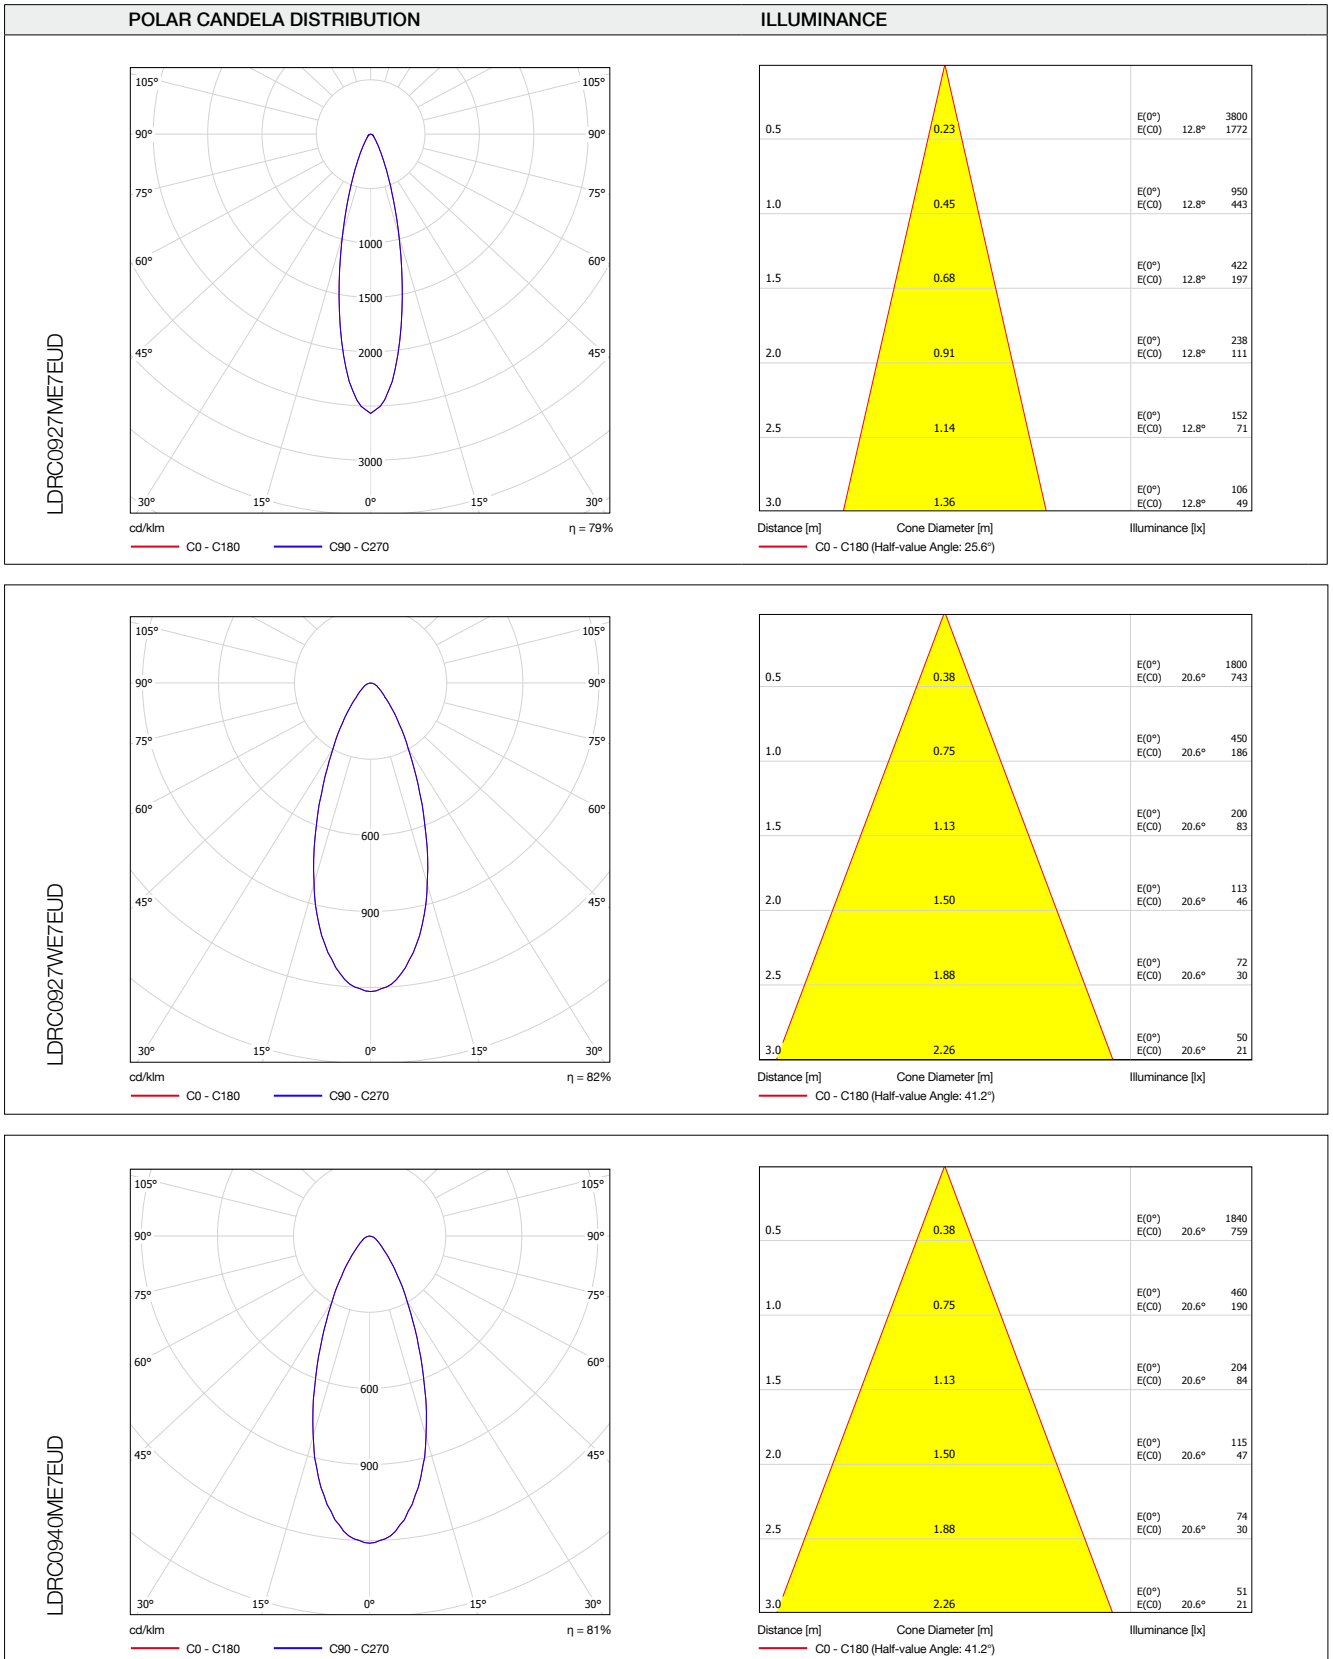 POLAR CANDELA DISTRIBUTION
ILLUMINANCE
LDRC0927ME7EUD
105° 105°
90° 90°
75° 75°
60° 60°
45° 45°
1000
1500
2000
3000
30° 15° 0° 15° 30°
cd/klm η = 79%
C0 - C180 C90 - C270
E(0°) 3800
0.5 0.23 E(C0) 12.8° 1772
E(0°) 950
1.0 0.45 E(C0) 12.8° 443
E(0°) 422
1.5 0.68 E(C0) 12.8° 197
E(0°) 238
2.0 0.91 E(C0) 12.8° 111
E(0°) 152
2.5 1.14 E(C0) 12.8° 71
E(0°) 106
3.0 1.36 E(C0) 12.8° 49
Distance [m] Cone Diameter [m] Illuminance [lx]
C0 - C180 (Half-value Angle: 25.6°)
LDRC0927WE7EUD
105° 105°
90° 90°
75° 75°
60° 60°
45° 45°
600
900
30° 15° 0° 15° 30°
cd/klm η = 82%
C0 - C180 C90 - C270
E(0°) 1800
0.5 0.38 E(C0) 20.6° 743
E(0°) 450
1.0 0.75 E(C0) 20.6° 186
E(0°) 200
1.5 1.13 E(C0) 20.6° 83
E(0°) 113
2.0 1.50 E(C0) 20.6° 46
E(0°) 72
2.5 1.88 E(C0) 20.6° 30
E(0°) 50
3.0 2.26 E(C0) 20.6° 21
Distance [m] Cone Diameter [m] Illuminance [lx]
C0 - C180 (Half-value Angle: 41.2°)
LDRC0940ME7EUD
105° 105°
90° 90°
75° 75°
60° 60°
45° 45°
600
900
30° 15° 0° 15° 30°
cd/klm η = 81%
C0 - C180 C90 - C270
E(0°) 1840
0.5 0.38 E(C0) 20.6° 759
E(0°) 460
1.0 0.75 E(C0) 20.6° 190
E(0°) 204
1.5 1.13 E(C0) 20.6° 84
E(0°) 115
2.0 1.50 E(C0) 20.6° 47
E(0°) 74
2.5 1.88 E(C0) 20.6° 30
E(0°) 51
3.0 2.26 E(C0) 20.6° 21
Distance [m] Cone Diameter [m] Illuminance [lx]
C0 - C180 (Half-value Angle: 41.2°)